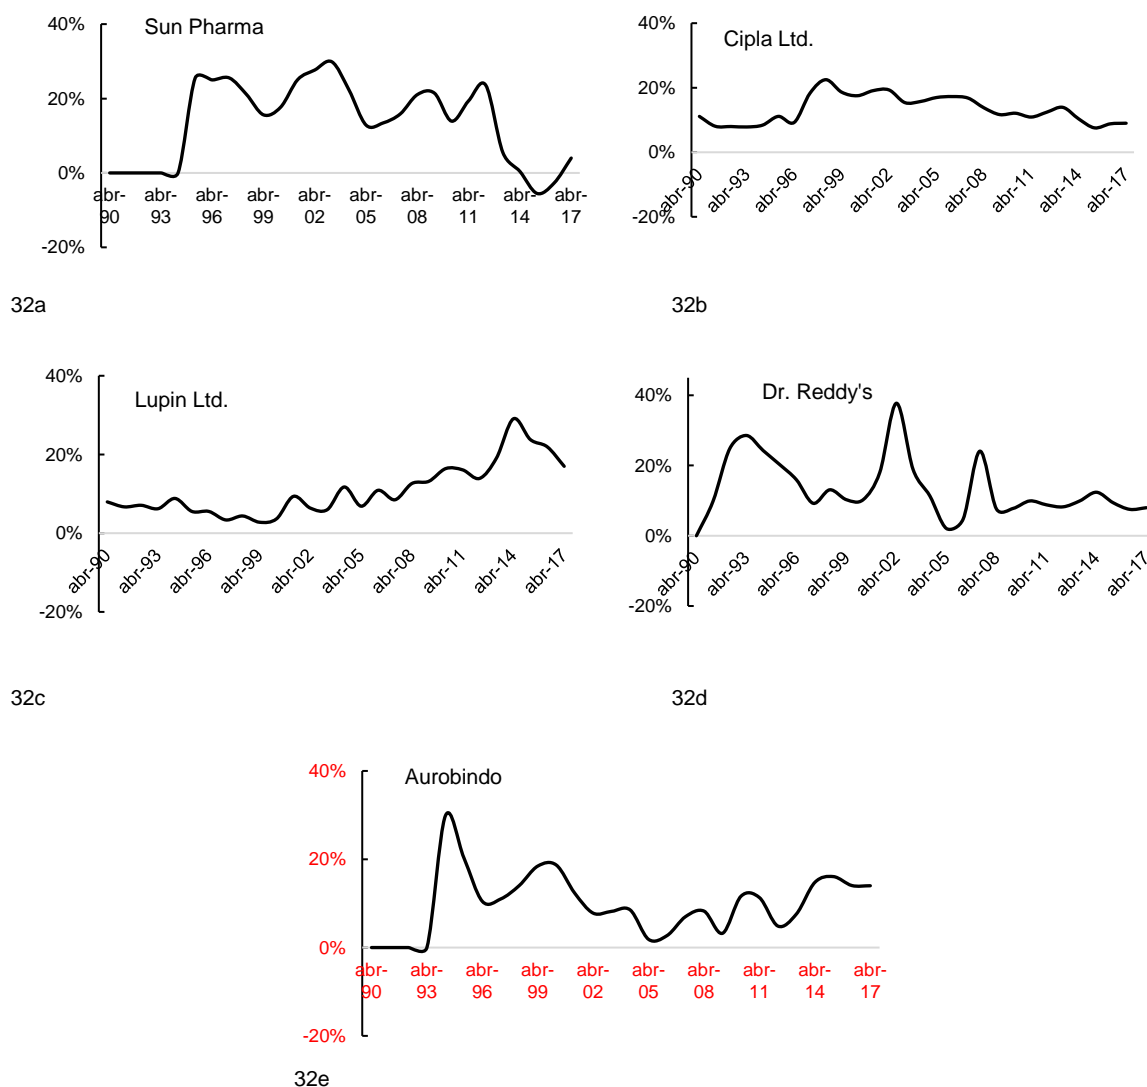 Sun Pharma
40%
20%
0%
-20%
abr-
90
abr-
93
abr-
96
abr-
99
abr-
02
abr-
05
abr-
08
abr-
11
abr-
14
abr-
17
32a
Cipla Ltd.
40%
20%
0%
-20%
abr-90
abr-93
abr-96
abr-99
abr-02
abr-05
abr-08
abr-11
abr-14
abr-17
32b
Lupin Ltd.
40%
20%
0%
-20%
abr-90
abr-93
abr-96
abr-99
abr-02
abr-05
abr-08
abr-11
abr-14
abr-17
32c
Dr. Reddy's
40%
20%
0%
-20%
abr-90
abr-93
abr-96
abr-99
abr-02
abr-05
abr-08
abr-11
abr-14
abr-17
32d
Aurobindo
40%
20%
0%
-20%
abr-
90
abr-
93
abr-
96
abr-
99
abr-
02
abr-
05
abr-
08
abr-
11
abr-
14
abr-
17
32e